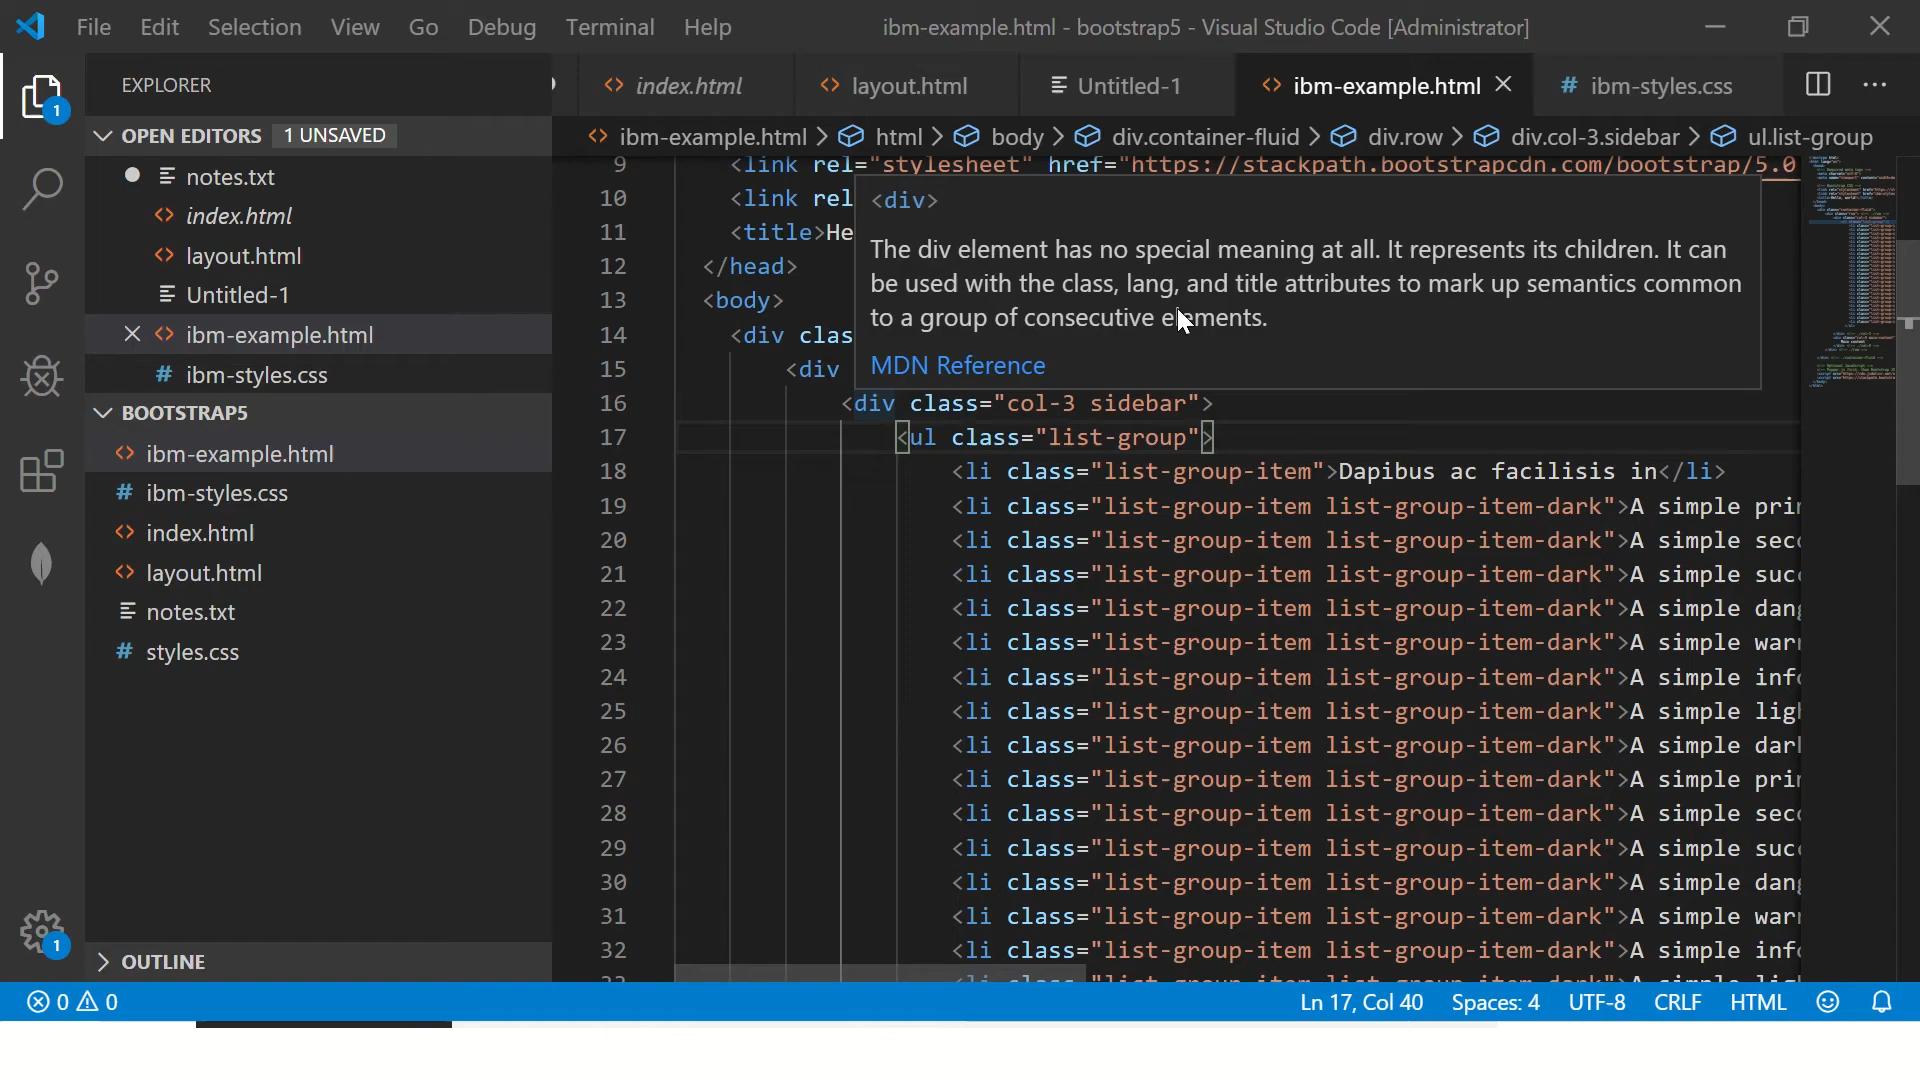 File Edit Selection View Go Debug Terminal Help ibm-example.html - bootstrap5 - Visual Studio Code [Administrator]
EXPLORER
index.html layout.html Untitled-1 ibm-example.html # ibm-styles.css
OPEN EDITORS 1 UNSAVED
ibm-example.html > html > body > div.container-fluid > div.row > div.col-3.sidebar > ul.list-group
notes.txt
index.html
layout.html
Untitled-1
ibm-example.html
# ibm-styles.css
BOOTSTRAP5
ibm-example.html
# ibm-styles.css
index.html
layout.html
notes.txt
# styles.css
OUTLINE
1
1
9 <link rel="stylesheet" href="https://stackpath.bootstrapcdn.com/bootstrap/5.0
10 <link rel
11 <title>He
12 </head>
13 <body>
14 <div clas
15 <div
<div>
The div element has no special meaning at all. It represents its children. It can
be used with the class, lang, and title attributes to mark up semantics common
to a group of consecutive elements.
MDN Reference
16 <div class="col-3 sidebar">
17 <ul class="list-group">
18 <li class="list-group-item">Dapibus ac facilisis in</li>
19 <li class="list-group-item list-group-item-dark">A simple prin
20 <li class="list-group-item list-group-item-dark">A simple seco
21 <li class="list-group-item list-group-item-dark">A simple suc
22 <li class="list-group-item list-group-item-dark">A simple dang
23 <li class="list-group-item list-group-item-dark">A simple warn
24 <li class="list-group-item list-group-item-dark">A simple info
25 <li class="list-group-item list-group-item-dark">A simple ligh
26 <li class="list-group-item list-group-item-dark">A simple dark
27 <li class="list-group-item list-group-item-dark">A simple prin
28 <li class="list-group-item list-group-item-dark">A simple seco
29 <li class="list-group-item list-group-item-dark">A simple suc
30 <li class="list-group-item list-group-item-dark">A simple dang
31 <li class="list-group-item list-group-item-dark">A simple warn
32 <li class="list-group-item list-group-item-dark">A simple info
0 0 Ln 17, Col 40 Spaces: 4 UTF-8 CRLF HTML